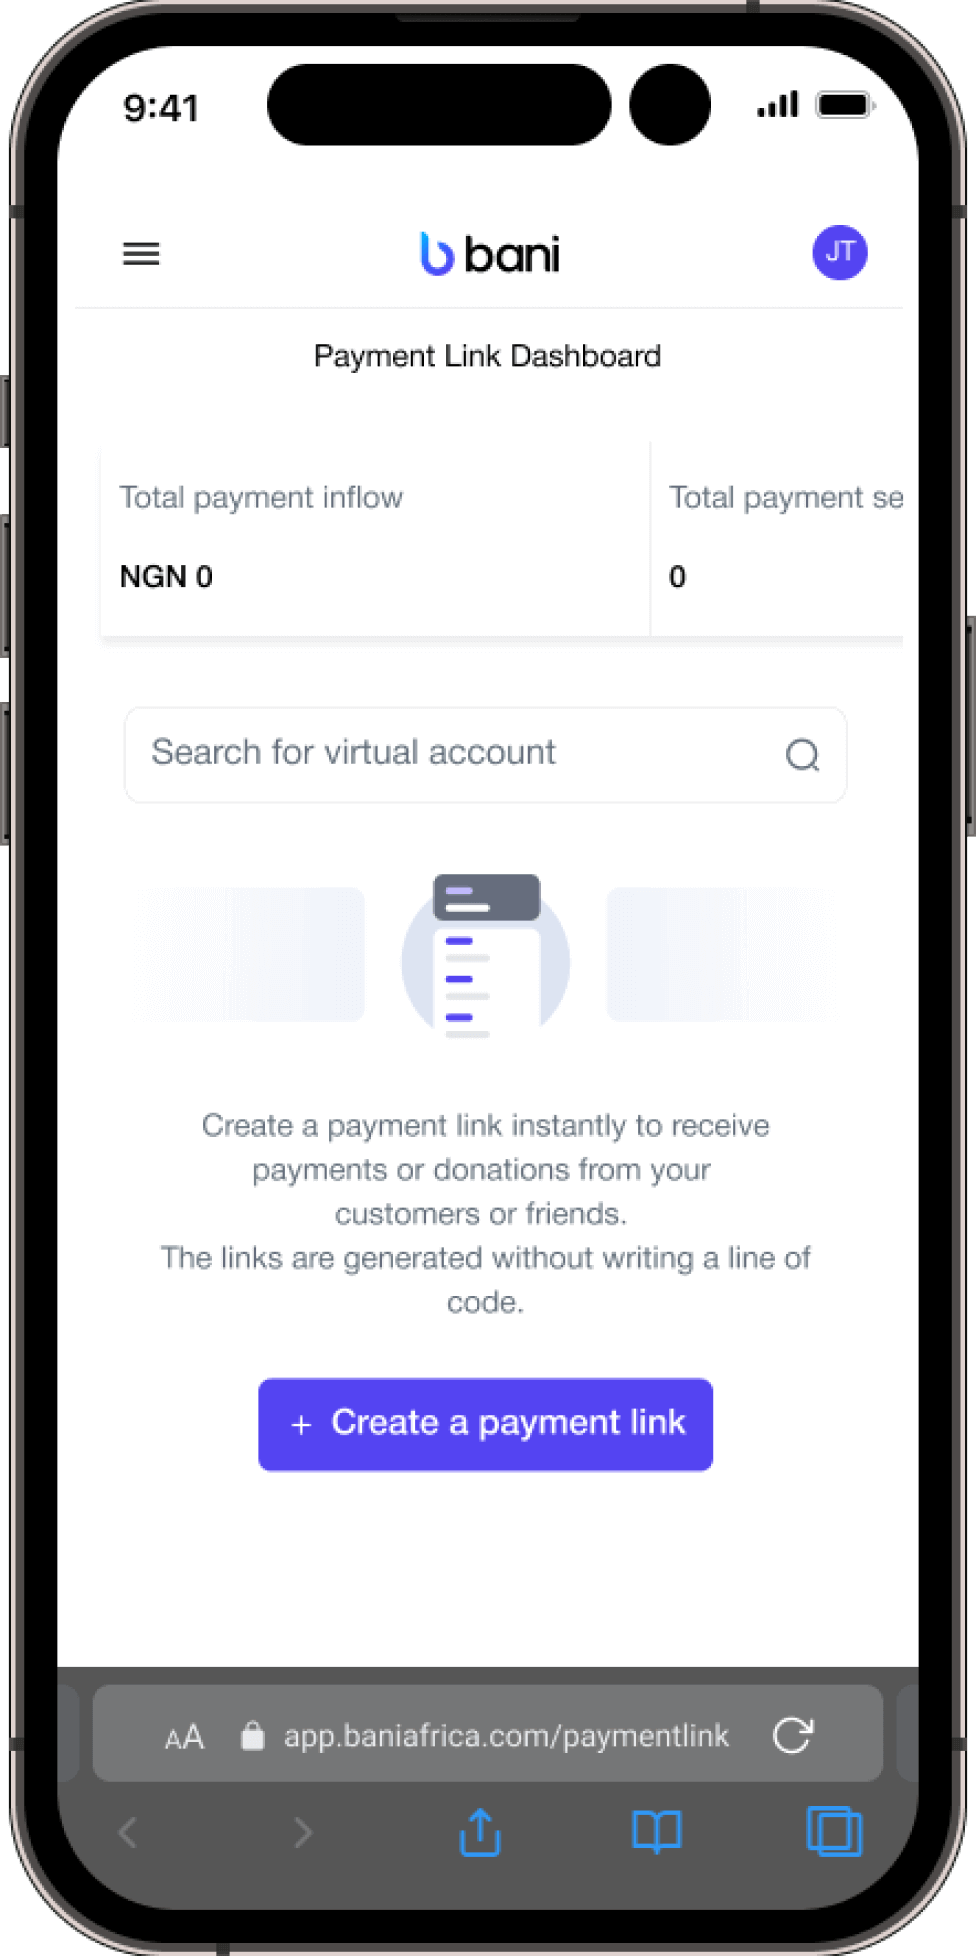 9:41
bani
JT
Payment Link Dashboard
Total payment inflow
Total payment se
NGN 0
0
Search for virtual account
Create a payment link instantly to receive
payments or donations from your
customers or friends.
The links are generated without writing a line of
code.
+ Create a payment link
AA app.baniafrica.com/paymentlink